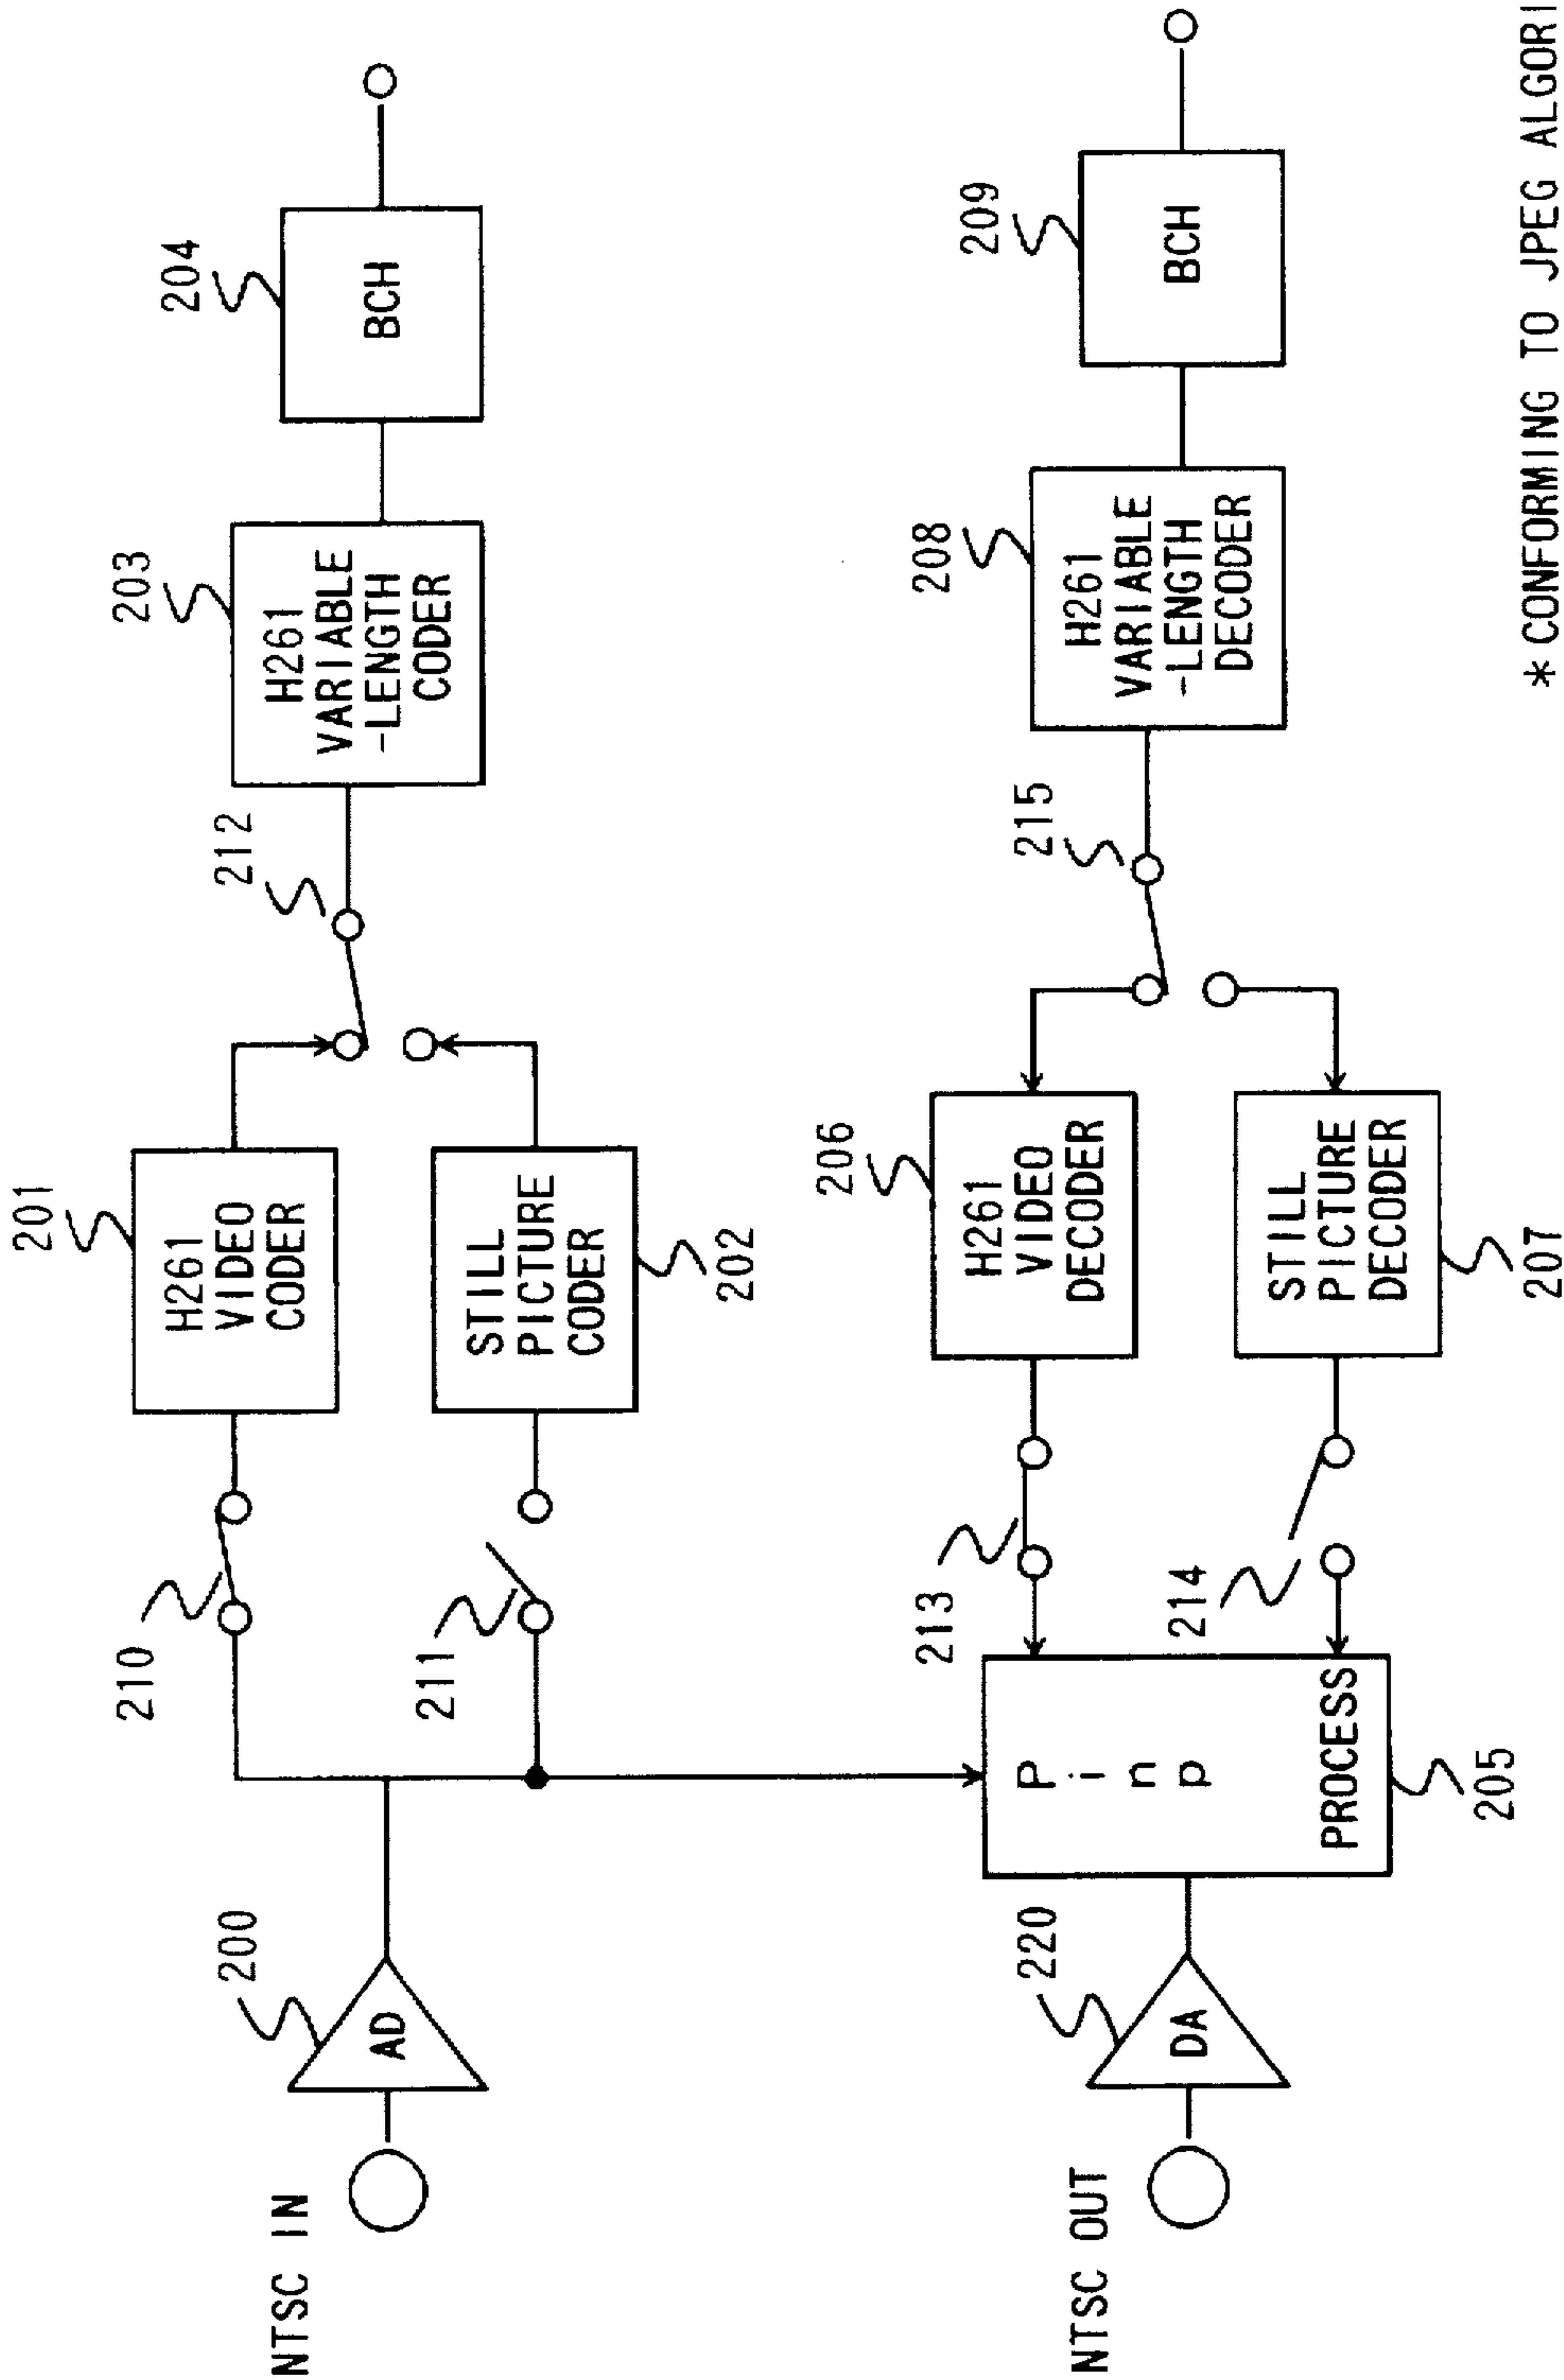 NTSC IN
200
AD
210
211
201
H261
VIDEO
CODER
STILL
PICTURE
CODER
202
212
203
H261
VARIABLE
-LENGTH
CODER
204
BCH
NTSC OUT
220
DA
P
i
n
p
PROCESS
205
213
214
206
H261
VIDEO
DECODER
STILL
PICTURE
DECODER
207
215
208
H261
VARIABLE
-LENGTH
DECODER
209
BCH
* CONFORMING TO JPEG